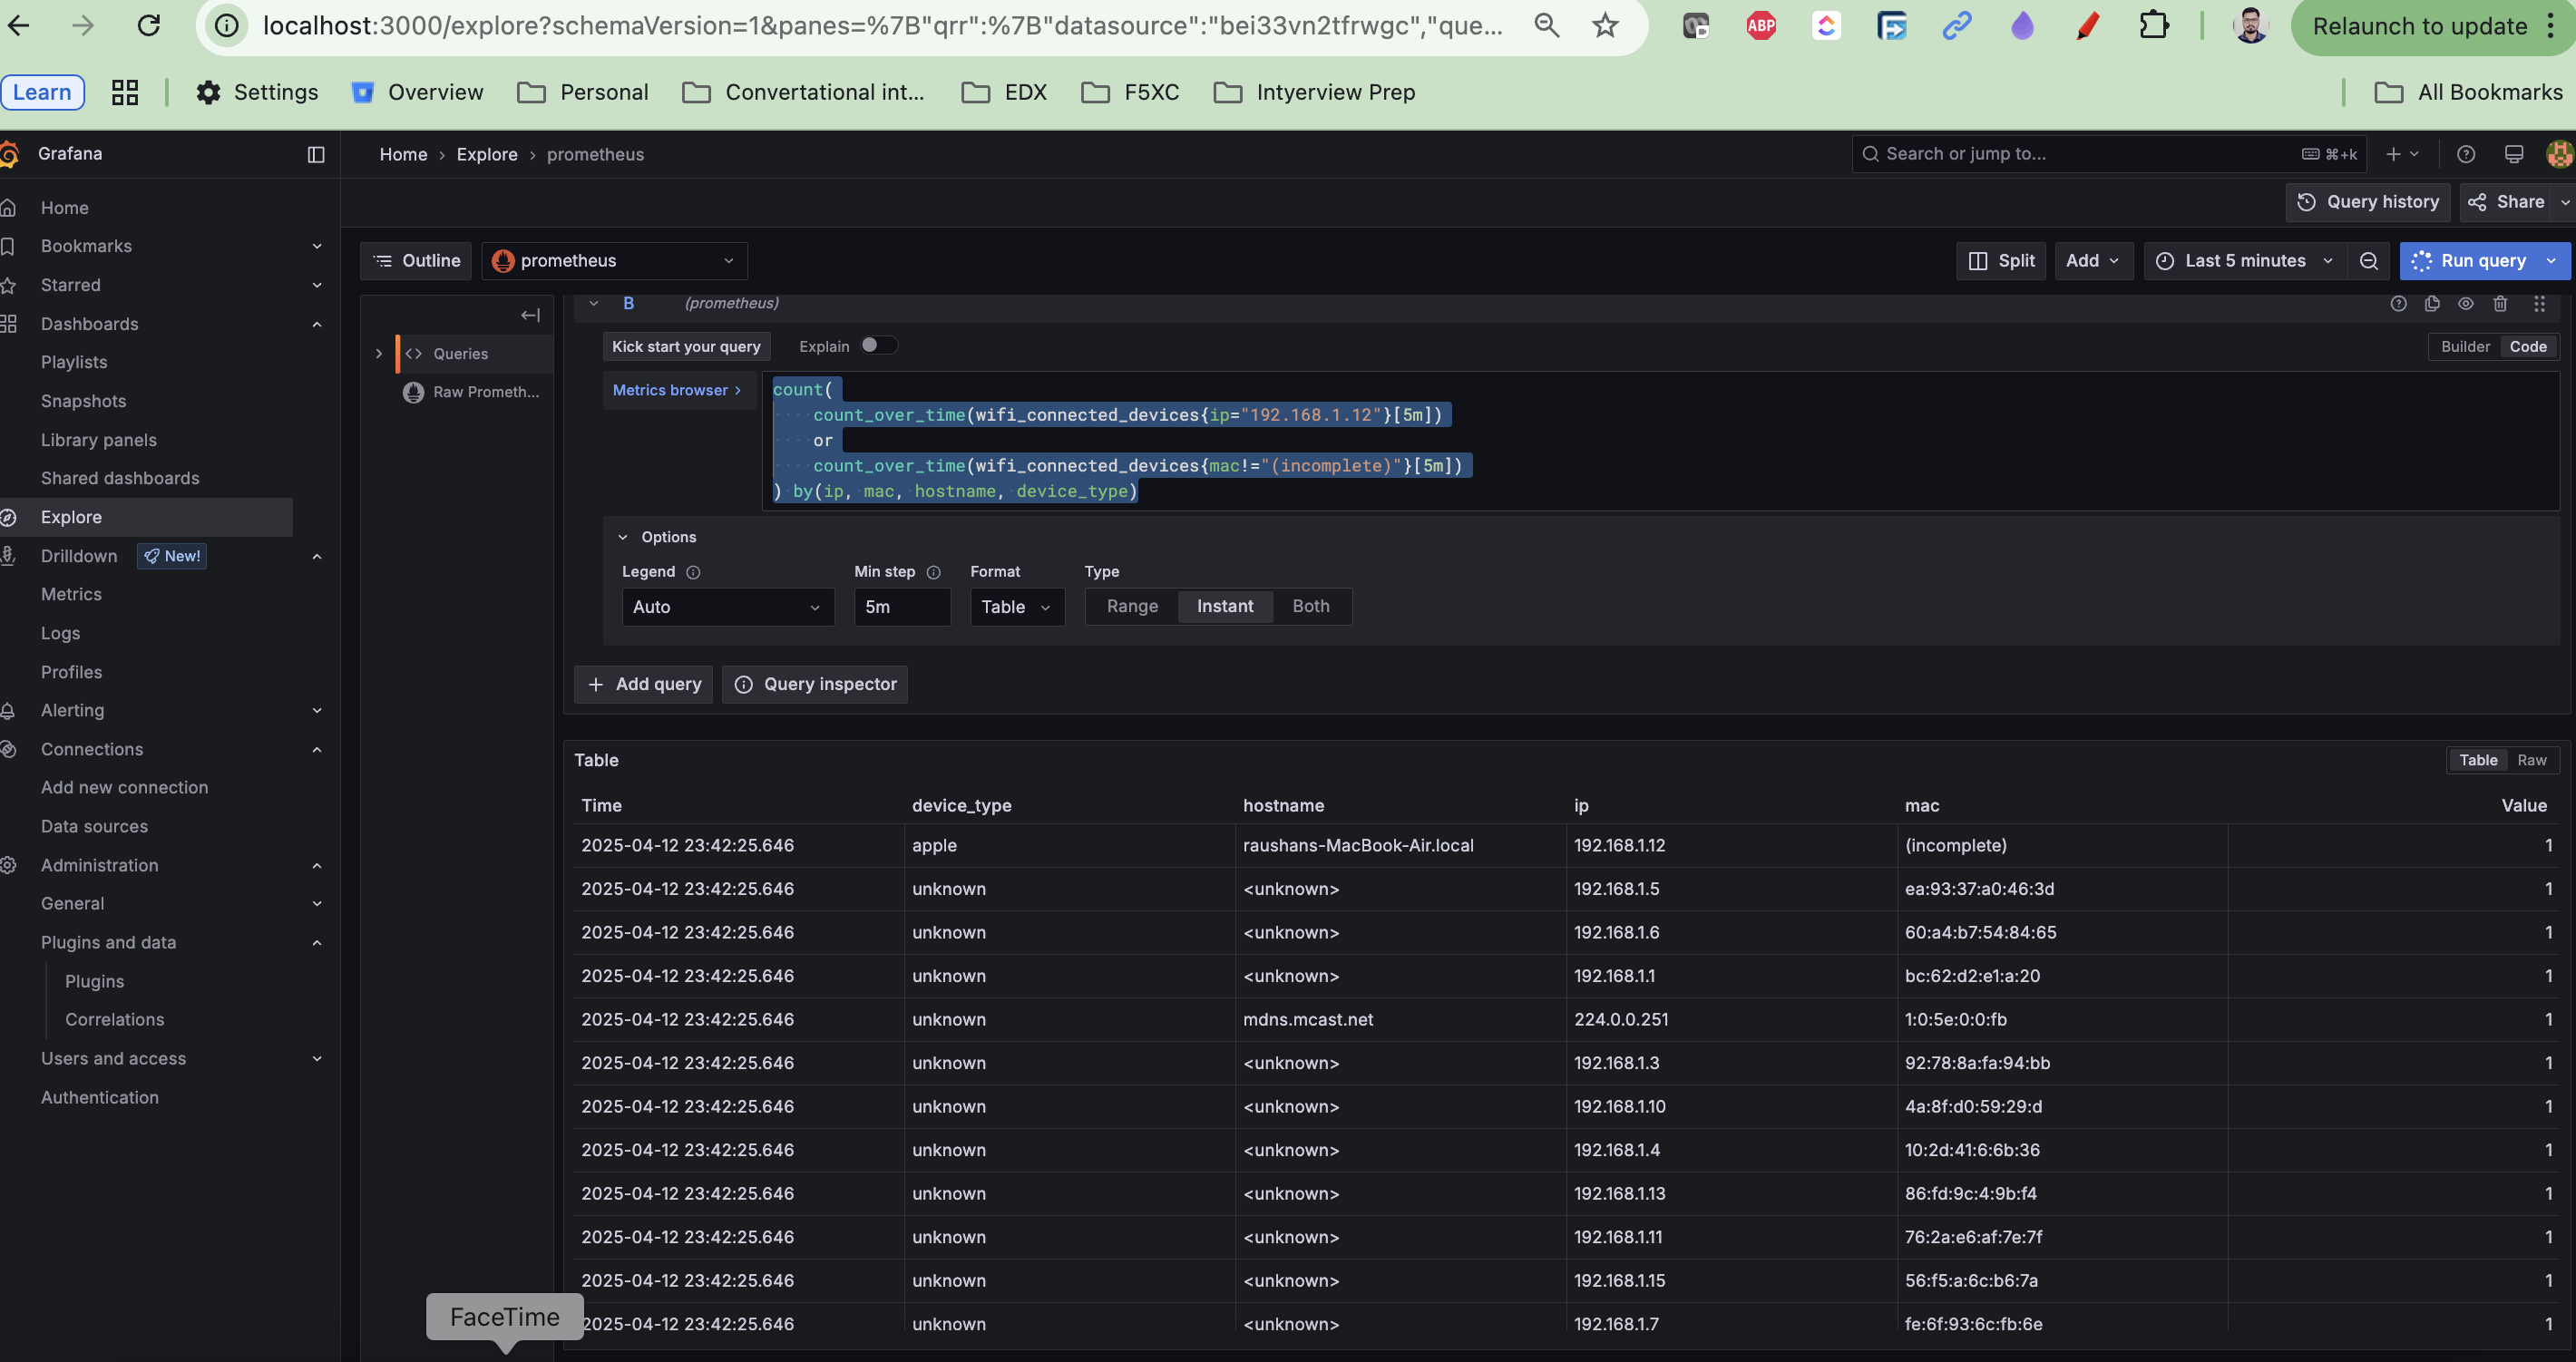 localhost:3000/explore?schemaVersion=1&panes=%7B"qrr":%7B"datasource":"bei33vn2tfrwgc","que...
ABP
Relaunch to update
Learn
Settings
Overview
Personal
Convertational int...
EDX
F5XC
Intyerview Prep
All Bookmarks
Grafana
Home › Explore › prometheus
Search or jump to...
⌘+k
Query history
Share
Home
Bookmarks
Starred
Dashboards
Playlists
Snapshots
Library panels
Shared dashboards
Explore
Drilldown New!
Metrics
Logs
Profiles
Alerting
Connections
Add new connection
Data sources
Administration
General
Plugins and data
Plugins
Correlations
Users and access
Authentication
Outline
prometheus
Split
Add
Last 5 minutes
Run query
Queries
Raw Prometh...
B (prometheus)
Kick start your query
Explain
Builder
Code
Metrics browser >
count(
count_over_time(wifi_connected_devices{ip="192.168.1.12"}[5m])
or
count_over_time(wifi_connected_devices{mac!="(incomplete)"}[5m])
) by(ip, mac, hostname, device_type)
Options
Legend
Min step
Format
Type
Auto
5m
Table
Range
Instant
Both
+ Add query
Query inspector
Table
Table
Raw
Time device_type hostname ip mac Value
2025-04-12 23:42:25.646 apple raushans-MacBook-Air.local 192.168.1.12 (incomplete) 1
2025-04-12 23:42:25.646 unknown <unknown> 192.168.1.5 ea:93:37:a0:46:3d 1
2025-04-12 23:42:25.646 unknown <unknown> 192.168.1.6 60:a4:b7:54:84:65 1
2025-04-12 23:42:25.646 unknown <unknown> 192.168.1.1 bc:62:d2:e1:a:20 1
2025-04-12 23:42:25.646 unknown mdns.mcast.net 224.0.0.251 1:0:5e:0:0:fb 1
2025-04-12 23:42:25.646 unknown <unknown> 192.168.1.3 92:78:8a:fa:94:bb 1
2025-04-12 23:42:25.646 unknown <unknown> 192.168.1.10 4a:8f:d0:59:29:d 1
2025-04-12 23:42:25.646 unknown <unknown> 192.168.1.4 10:2d:41:6:6b:36 1
2025-04-12 23:42:25.646 unknown <unknown> 192.168.1.13 86:fd:9c:4:9b:f4 1
2025-04-12 23:42:25.646 unknown <unknown> 192.168.1.11 76:2a:e6:af:7e:7f 1
2025-04-12 23:42:25.646 unknown <unknown> 192.168.1.15 56:f5:a:6c:b6:7a 1
2025-04-12 23:42:25.646 unknown <unknown> 192.168.1.7 fe:6f:93:6c:fb:6e 1
FaceTime